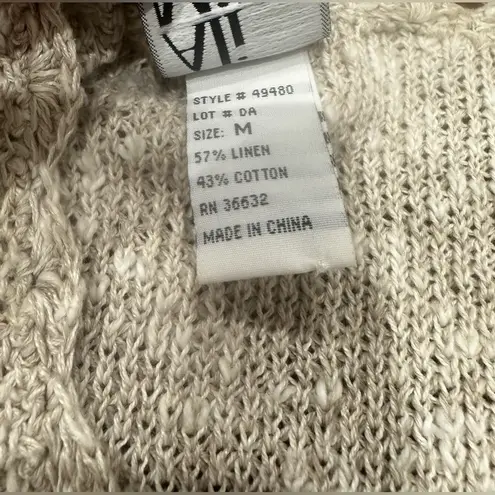 STYLE # 49480
LOT # DA
SIZE: M
57% LINEN
43% COTTON
RN 36632
MADE IN CHINA